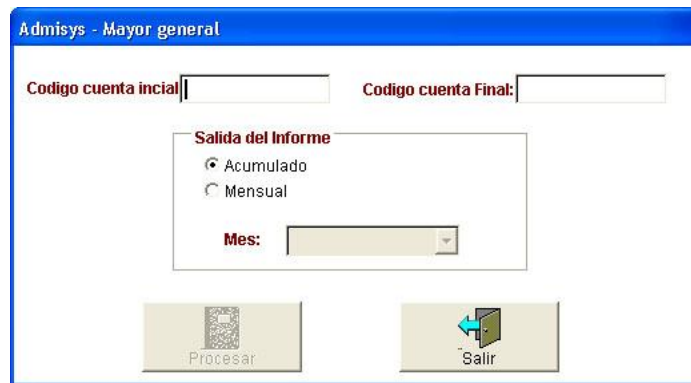 Admisys - Mayor general
Codigo cuenta incial Codigo cuenta Final:
Salida del Informe
Acumulado
Mensual
Mes:
Procesar Salir